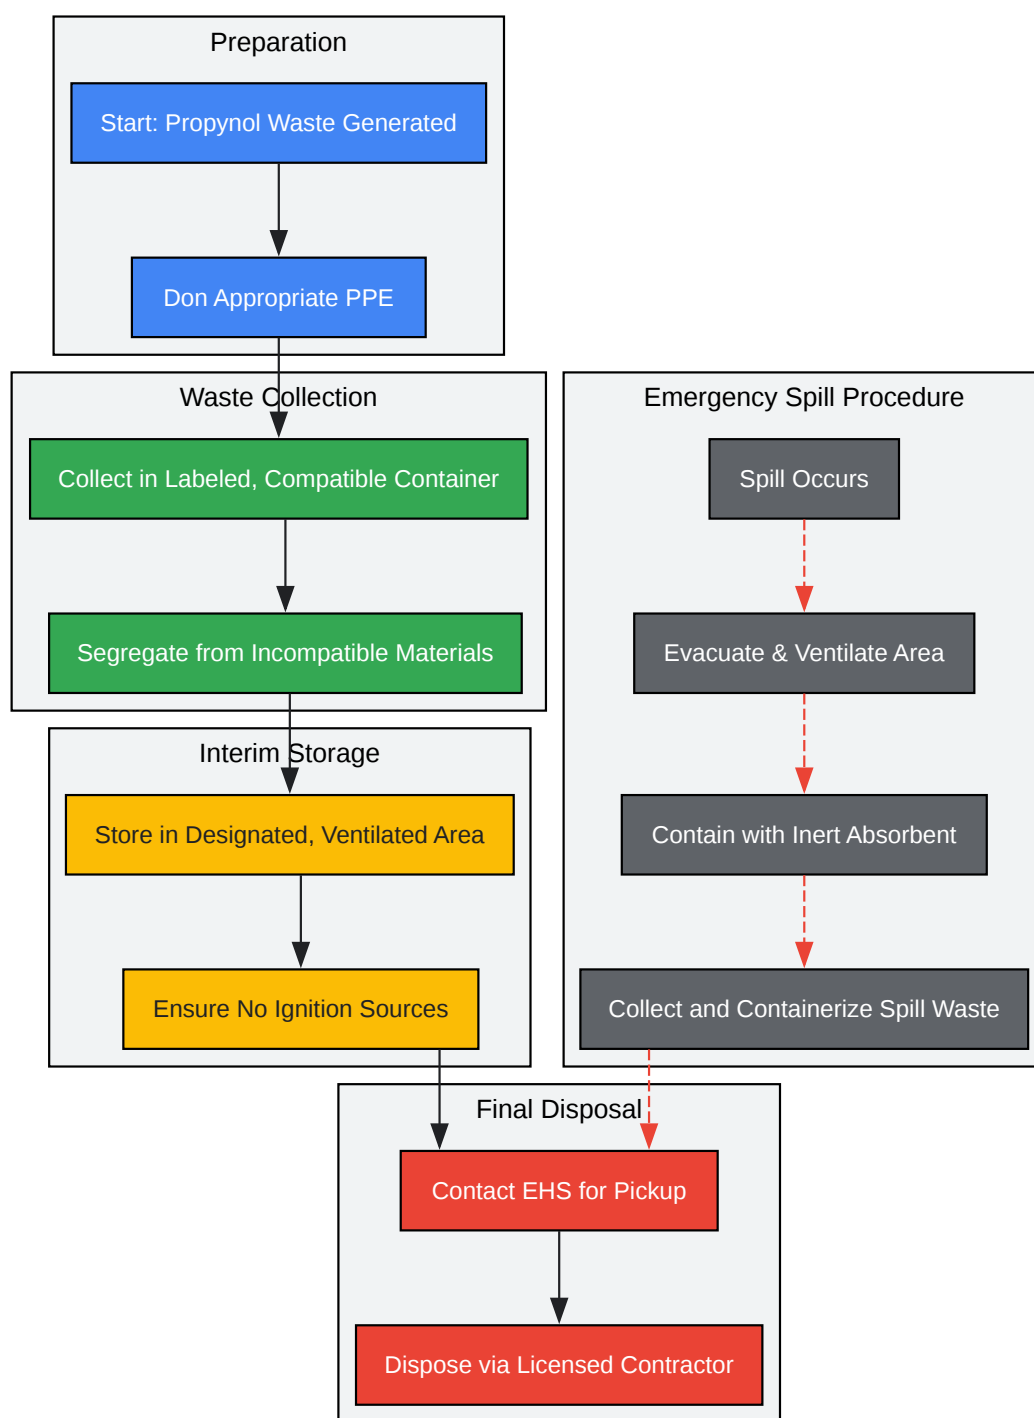 Preparation
Start: Propynol Waste Generated
Don Appropriate PPE
Waste Collection
Collect in Labeled, Compatible Container
Segregate from Incompatible Materials
Interim Storage
Store in Designated, Ventilated Area
Ensure No Ignition Sources
Emergency Spill Procedure
Spill Occurs
Evacuate & Ventilate Area
Contain with Inert Absorbent
Collect and Containerize Spill Waste
Final Disposal
Contact EHS for Pickup
Dispose via Licensed Contractor